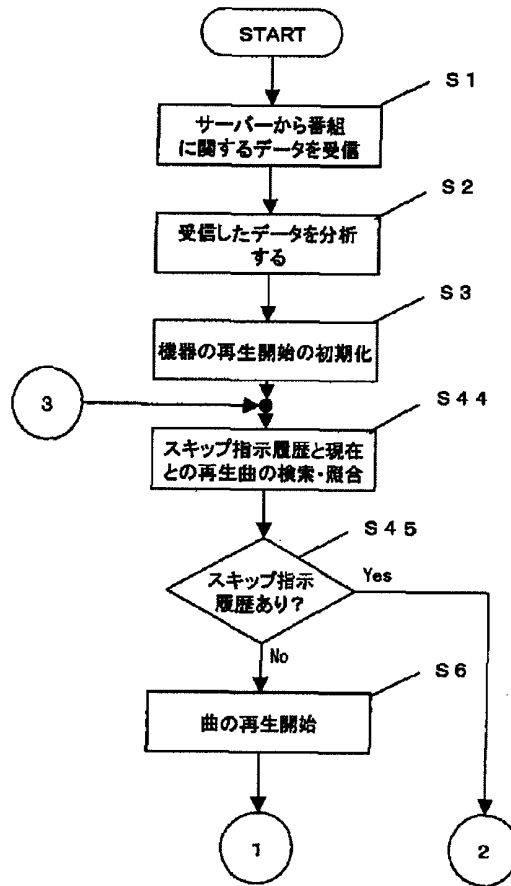 START
S1
サーバーから番組
に関するデータを受信
S2
受信したデータを分析
する
S3
機器の再生開始の初期化
3
S44
スキップ指示履歴と現在
との再生曲の検索・照合
S45
スキップ指示
履歴あり?
Yes
No
S6
曲の再生開始
1
2